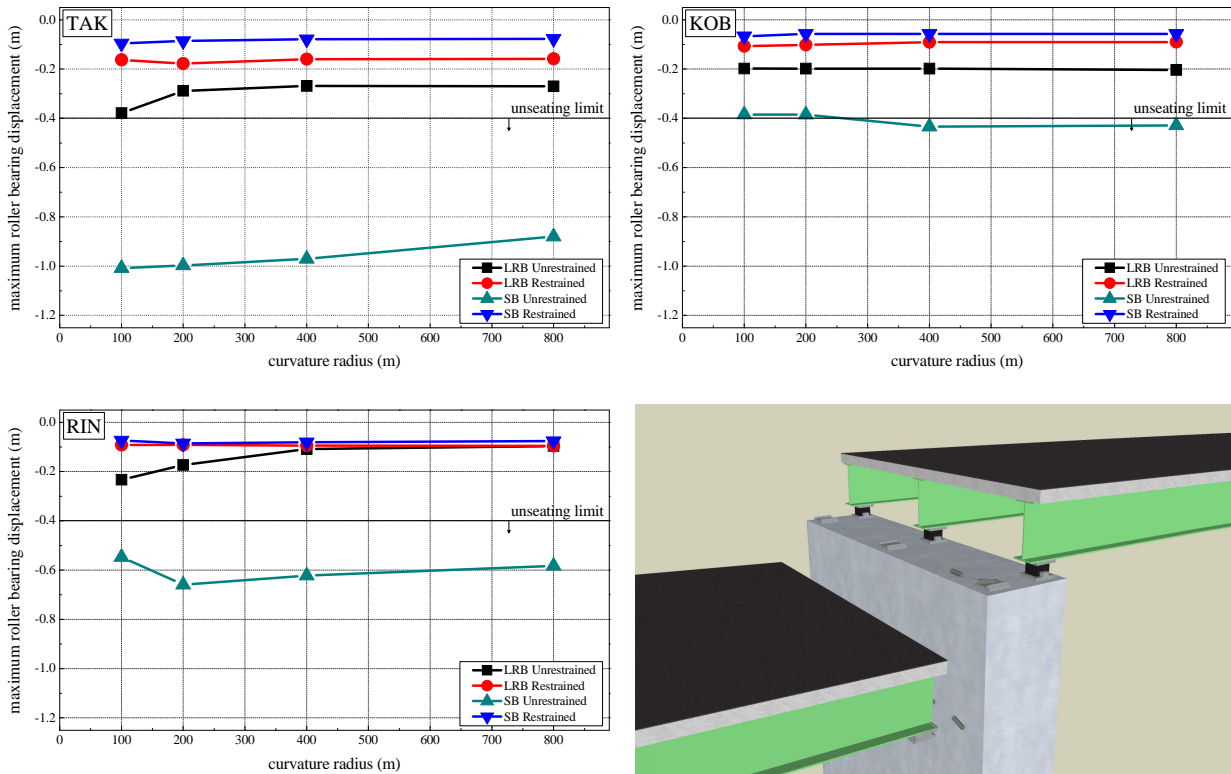 TAK
maximum roller bearing displacement (m)
0.0
-0.2
-0.4
-0.6
-0.8
-1.0
-1.2
unseating limit
LRB Unrestrained
LRB Restrained
SB Unrestrained
SB Restrained
0 100 200 300 400 500 600 700 800
curvature radius (m)
KOB
maximum roller bearing displacement (m)
0.0
-0.2
-0.4
-0.6
-0.8
-1.0
-1.2
unseating limit
LRB Unrestrained
LRB Restrained
SB Unrestrained
SB Restrained
0 100 200 300 400 500 600 700 800
curvature radius (m)
RIN
maximum roller bearing displacement (m)
0.0
-0.2
-0.4
-0.6
-0.8
-1.0
-1.2
unseating limit
LRB Unrestrained
LRB Restrained
SB Unrestrained
SB Restrained
0 100 200 300 400 500 600 700 800
curvature radius (m)